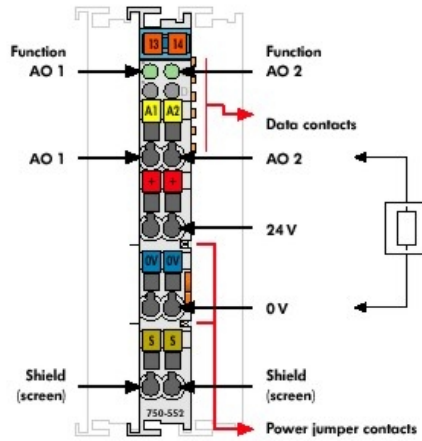 13 14
Function
AO 1
Function
AO 2
Data contacts
A1 A2
AO 1
AO 2
+ +
24 V
0V 0V
0 V
S S
Shield
(screen)
Shield
(screen)
750-552
Power jumper contacts